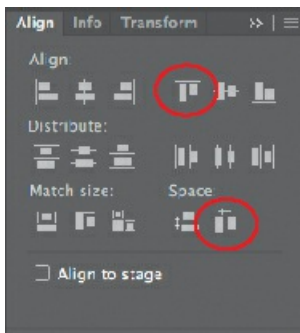 Align Info Transform
Align:
Distribute:
Match size: Space:
Align to stage